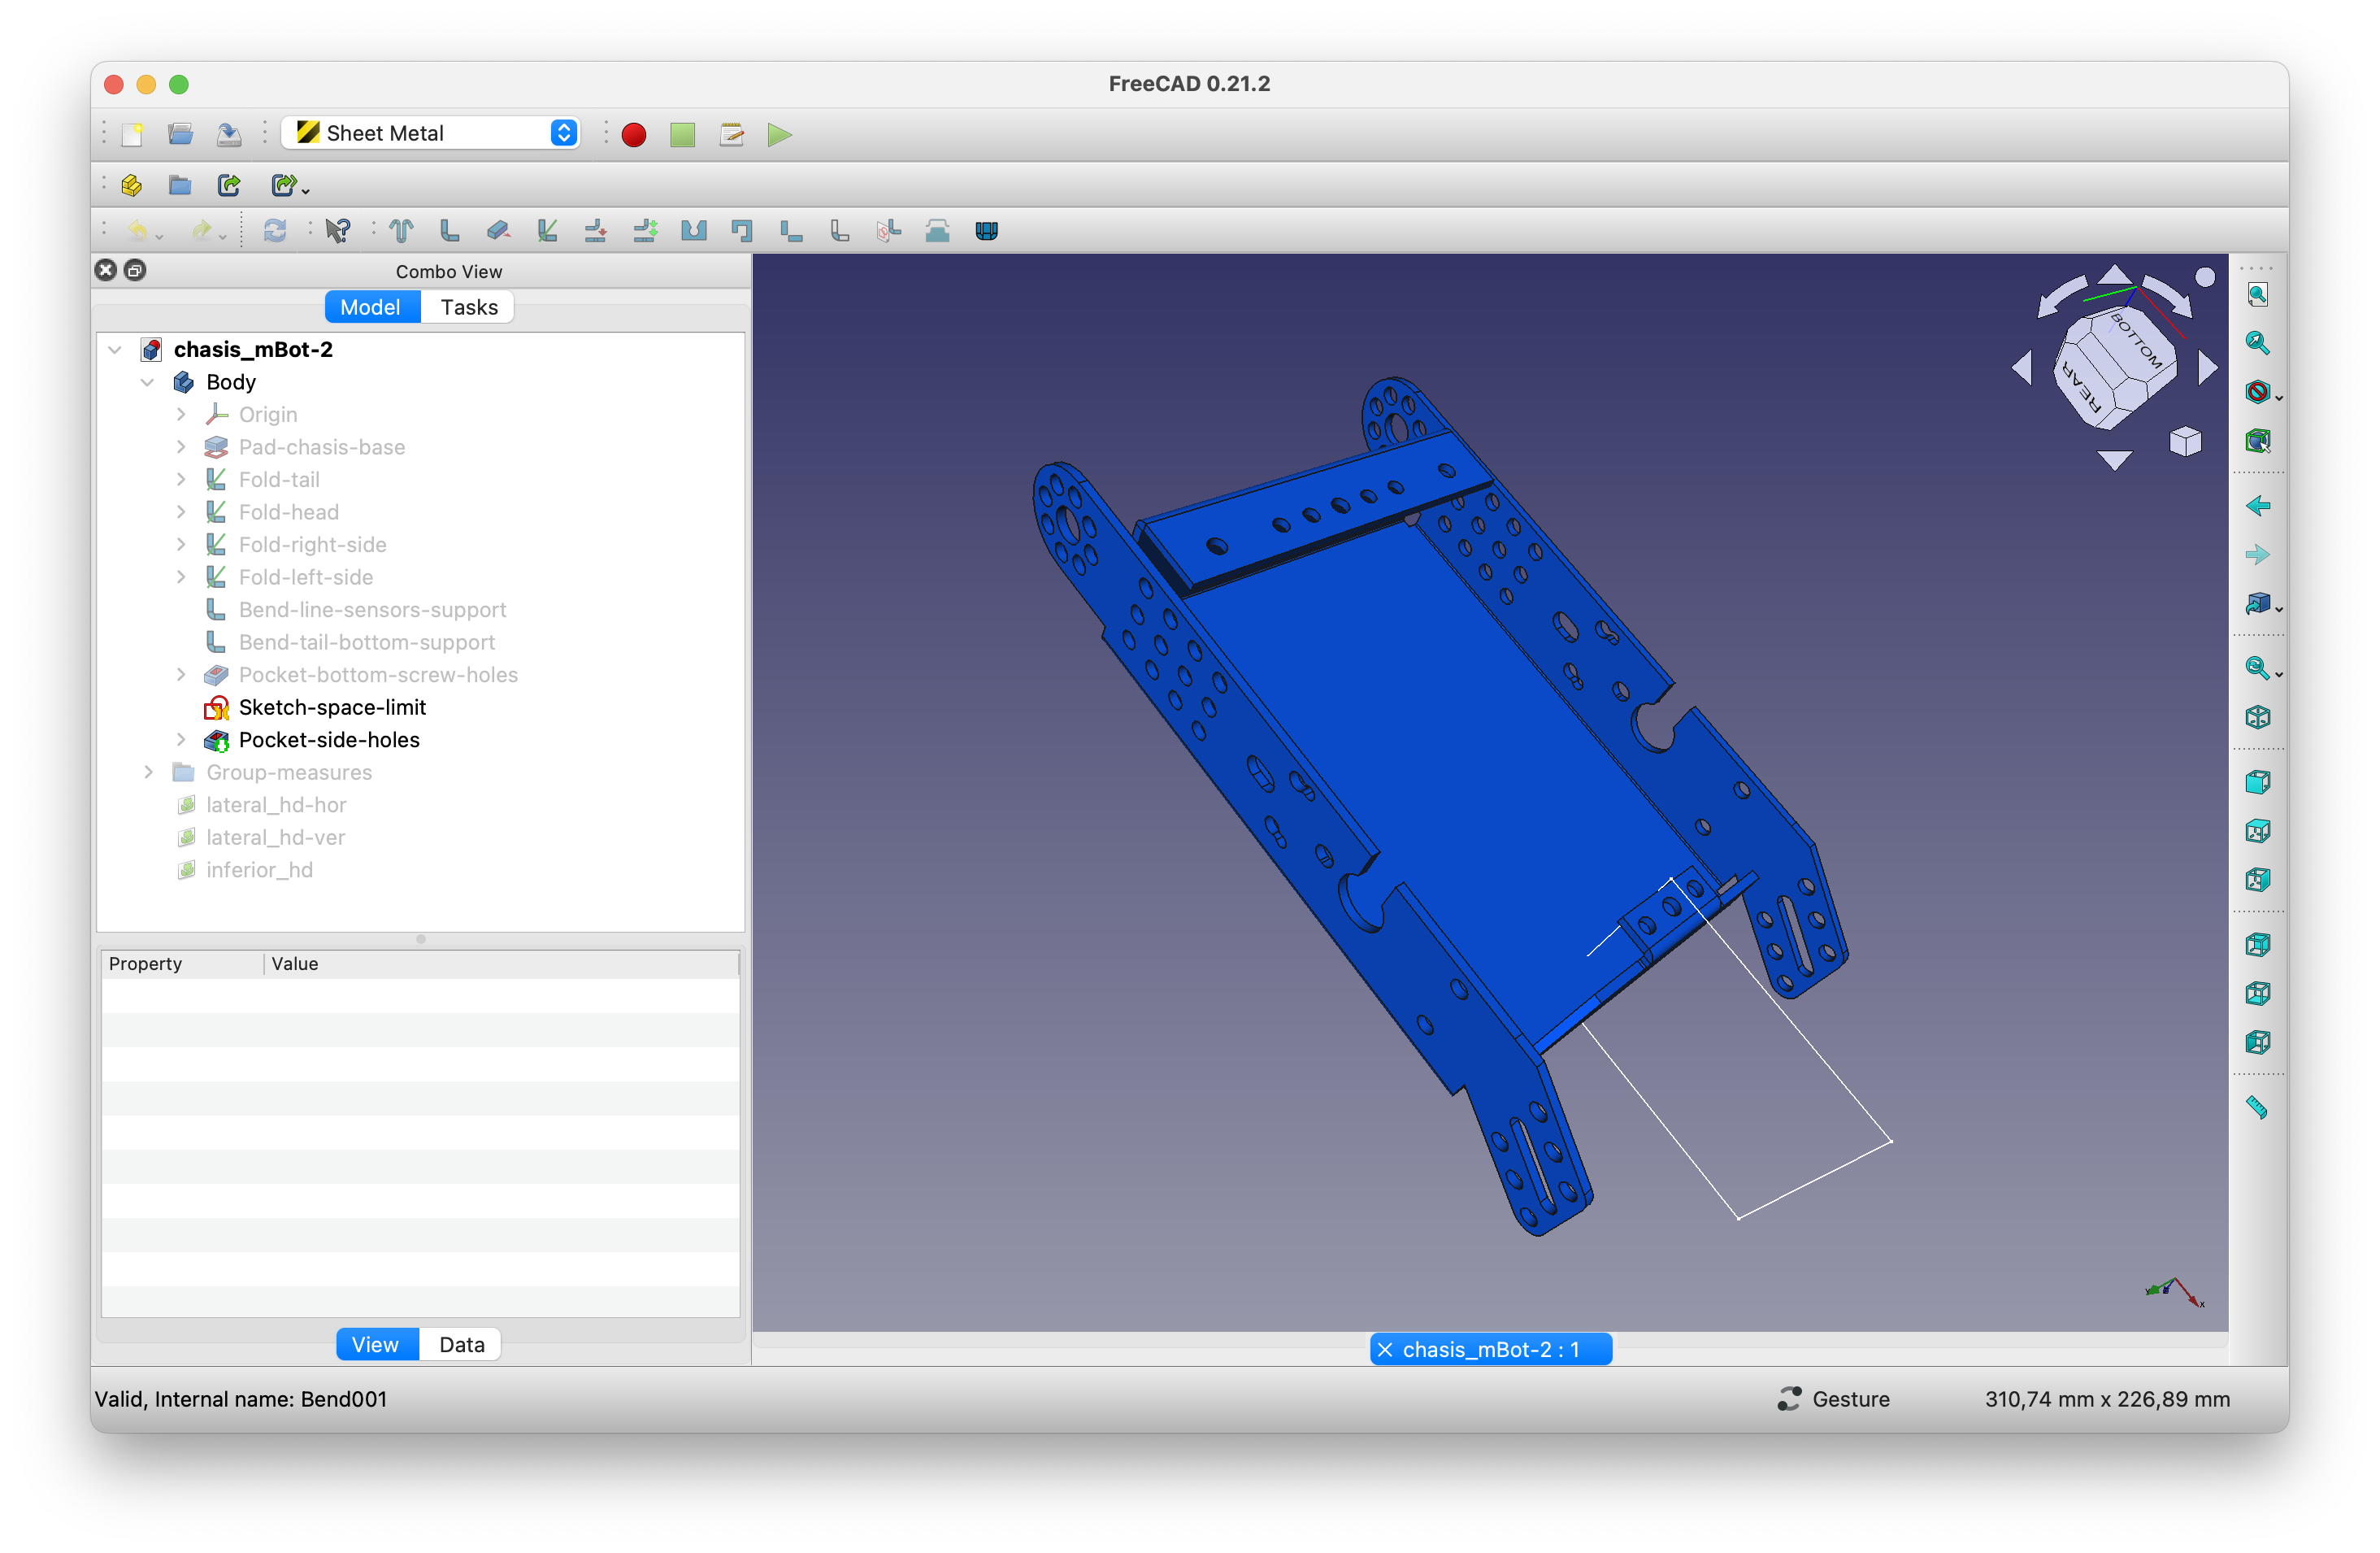 FreeCAD 0.21.2
Sheet Metal
Combo View
Model Tasks
chasis_mBot-2
Body
Origin
Pad-chasis-base
Fold-tail
Fold-head
Fold-right-side
Fold-left-side
Bend-line-sensors-support
Bend-tail-bottom-support
Pocket-bottom-screw-holes
Sketch-space-limit
Pocket-side-holes
Group-measures
lateral_hd-hor
lateral_hd-ver
inferior_hd
Property Value
View Data
BOTTOM
REAR
Y X
chasis_mBot-2 : 1
Valid, Internal name: Bend001
Gesture
310,74 mm x 226,89 mm